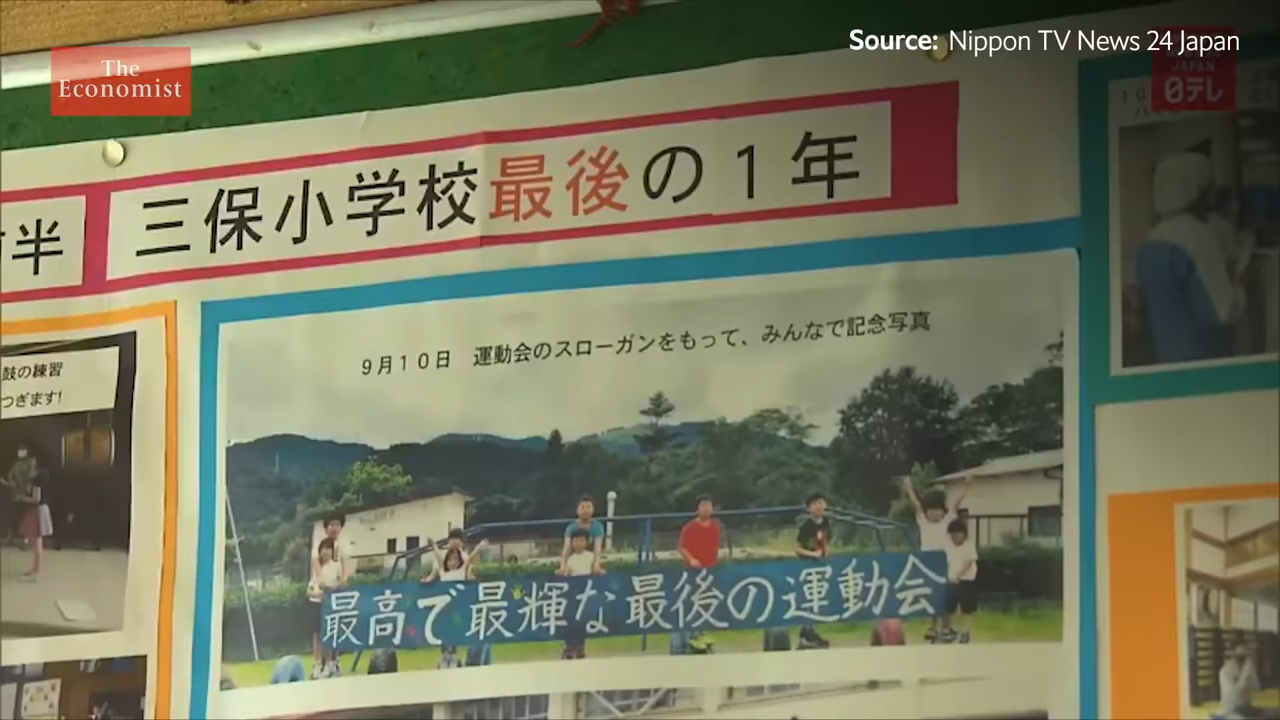 The
Economist
Source: Nippon TV News 24 Japan
JAPAN
日テレ
半
三保小学校最後の1年
9月10日 運動会のスローガンをもって、みんなで記念写真
鼓の練習
つぎます!
最高で最輝な最後の運動会